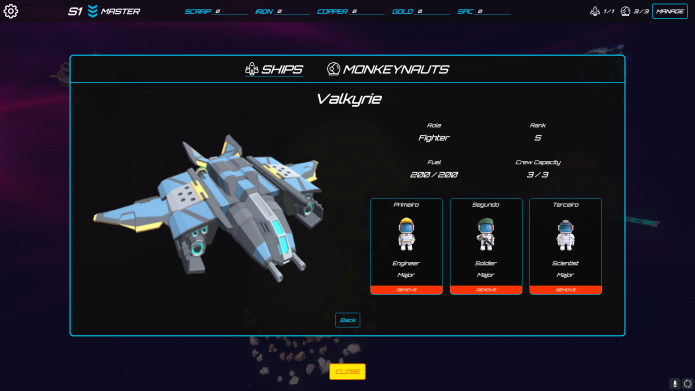 S1 MASTER SCRAP 0 IRON 0 COPPER 0 GOLD 0 SPC 0 1/1 3/3 MANAGE
SHIPS MONKEYNAUTS
Valkyrie
Role Rank
Fighter S
Fuel Crew Capacity
200/200 3/3
Primeiro Segundo Terceiro
Engineer Soldier Scientist
Major Major Major
REMOVE REMOVE REMOVE
Back
CLOSE